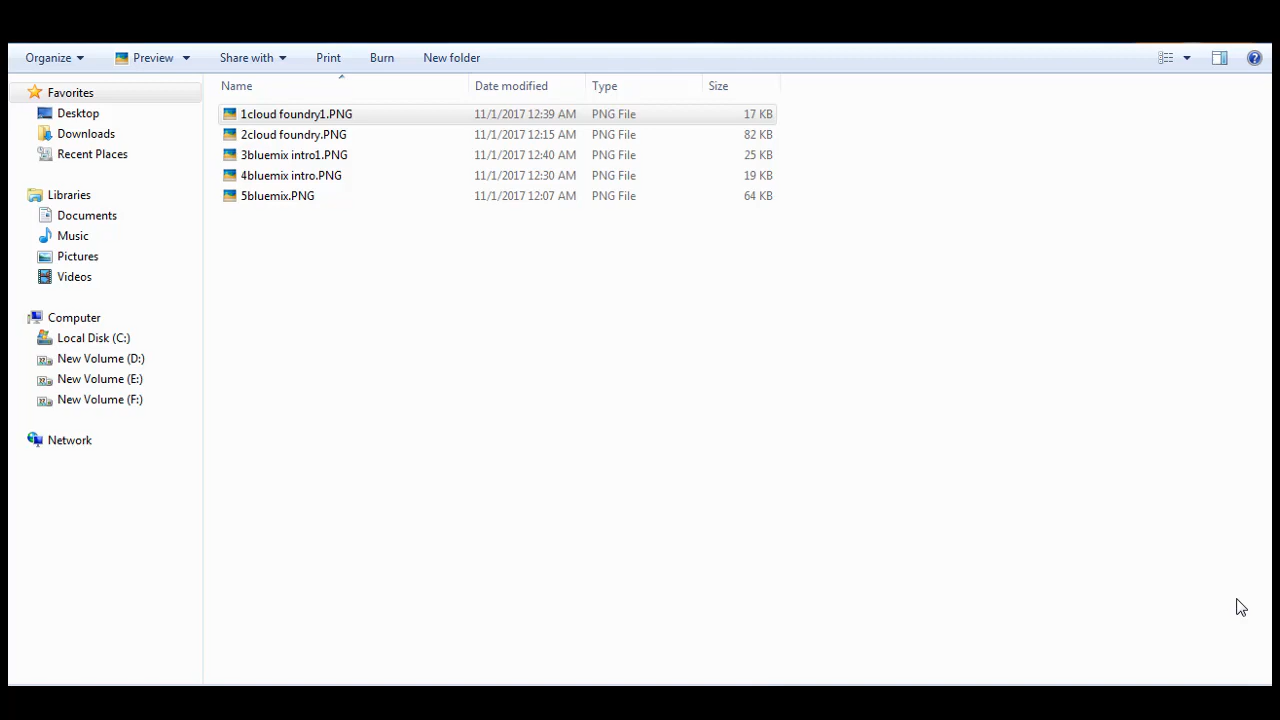 Organize Preview Share with Print Burn New folder
Name Date modified Type Size
Favorites
Desktop
Downloads
Recent Places
Libraries
Documents
Music
Pictures
Videos
Computer
Local Disk (C:)
New Volume (D:)
New Volume (E:)
New Volume (F:)
Network
1cloud foundry1.PNG 11/1/2017 12:39 AM PNG File 17 KB
2cloud foundry.PNG 11/1/2017 12:15 AM PNG File 82 KB
3bluemix intro1.PNG 11/1/2017 12:40 AM PNG File 25 KB
4bluemix intro.PNG 11/1/2017 12:30 AM PNG File 19 KB
5bluemix.PNG 11/1/2017 12:07 AM PNG File 64 KB